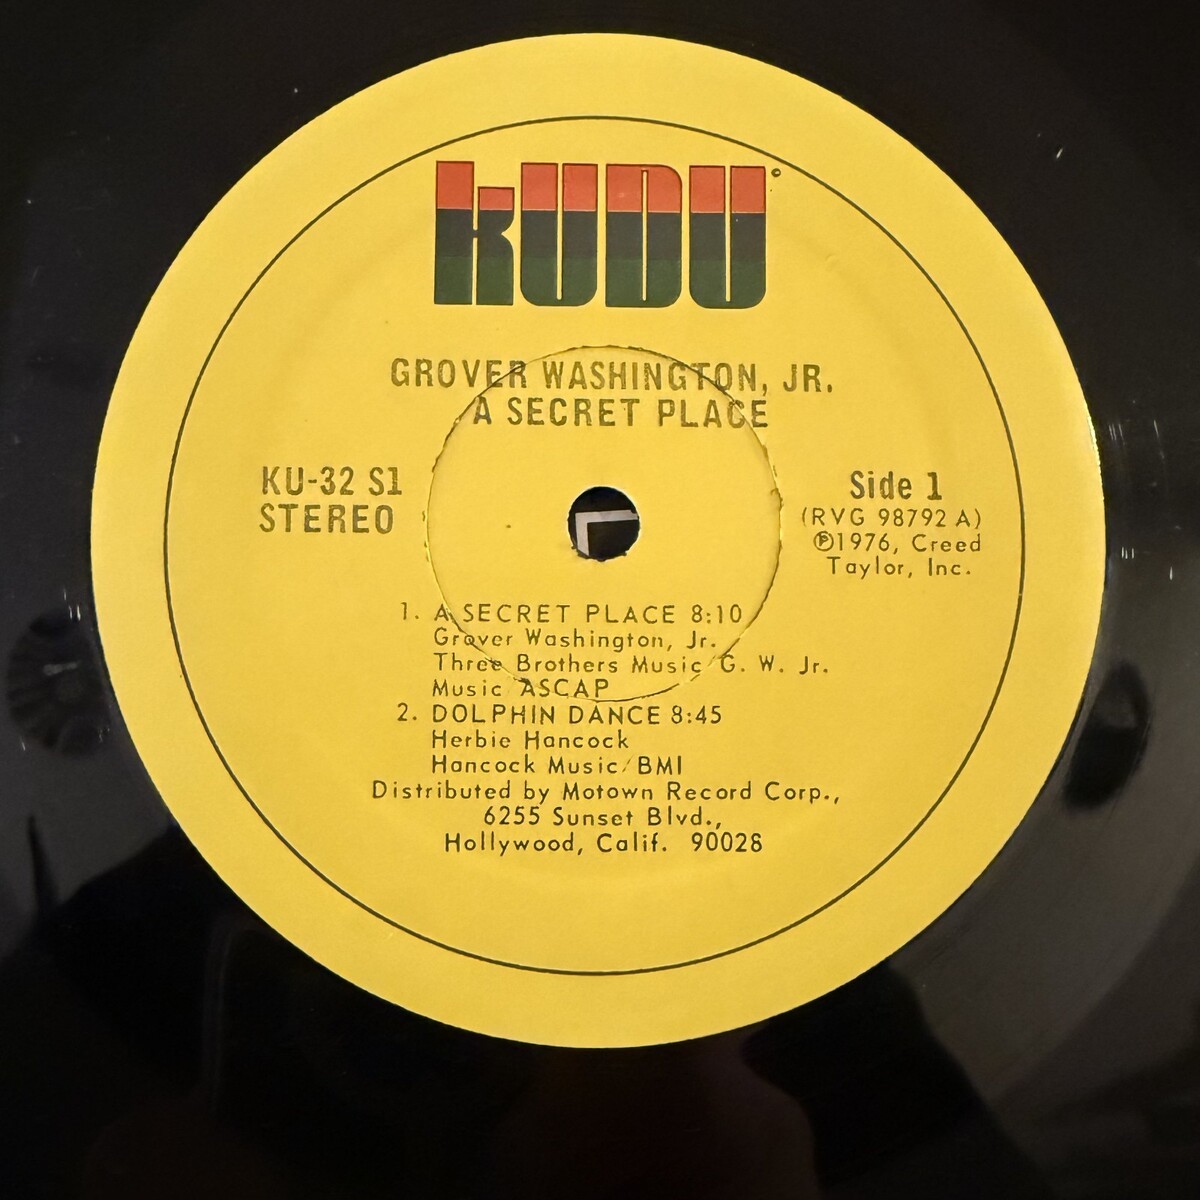 KUDU©
GROVER WASHINGTON, JR.
A SECRET PLACE
KU-32 S1
STEREO
Side 1
(RVG 98792 A)
℗1976, Creed
Taylor, Inc.
1. A SECRET PLACE 8:10
Grover Washington, Jr.
Three Brothers Music/G. W. Jr.
Music/ASCAP
2. DOLPHIN DANCE 8:45
Herbie Hancock
Hancock Music/BMI
Distributed by Motown Record Corp.,
6255 Sunset Blvd.,
Hollywood, Calif. 90028